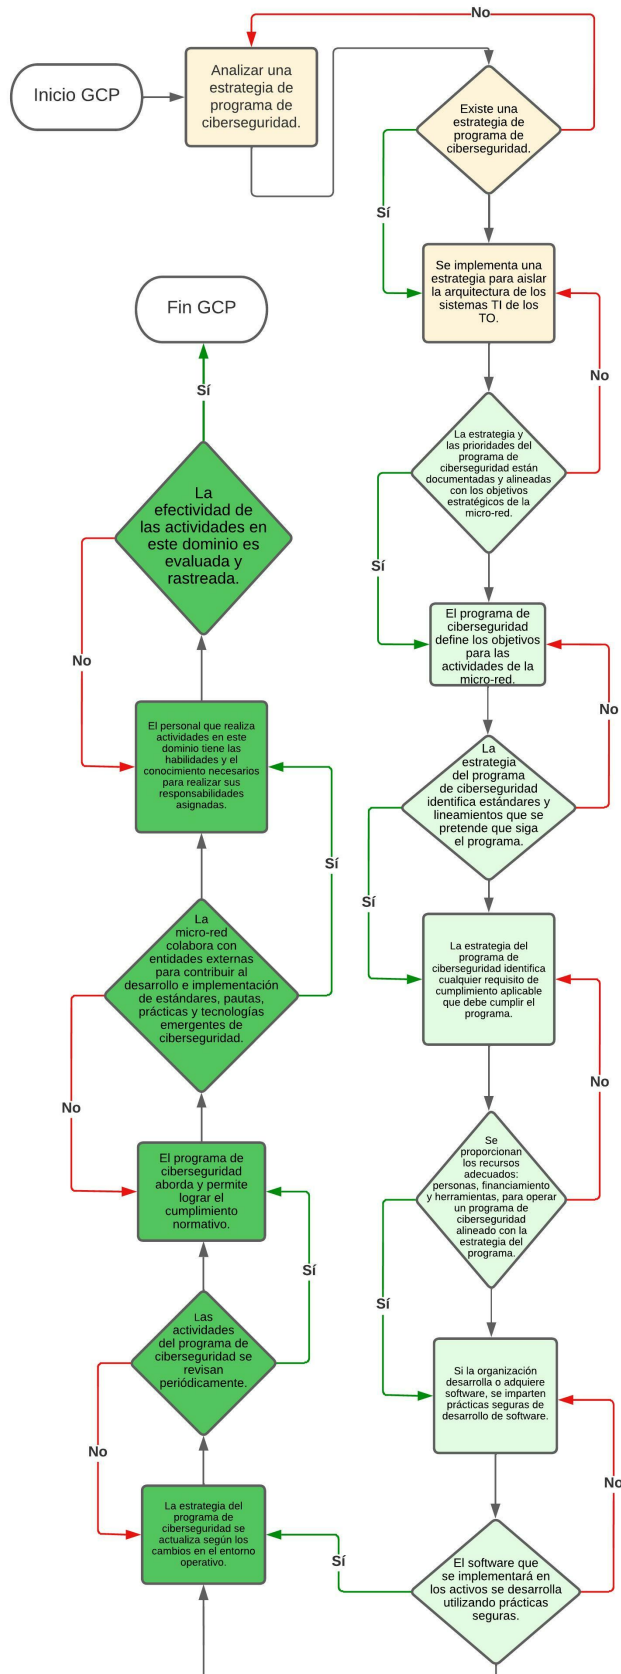 No
Inicio GCP
Analizar una
estrategia de
programa de
ciberseguridad.
Existe una
estrategia de
programa de
ciberseguridad.
Sí
Se implementa una
estrategia para aislar
la arquitectura de los
sistemas TI de los
TO.
No
La estrategia y
las prioridades del
programa de
ciberseguridad están
documentadas y alineadas
con los objetivos
estratégicos de la
micro-red.
Sí
El programa de
ciberseguridad
define los objetivos
para las
actividades de la
micro-red.
No
La
estrategia
del programa
de ciberseguridad
identifica estándares y
lineamientos que se
pretende que siga
el programa.
Sí
La estrategia del
programa de
ciberseguridad identifica
cualquier requisito de
cumplimiento aplicable
que debe cumplir el
programa.
No
Se
proporcionan
los recursos
adecuados:
personas, financiamiento
y herramientas, para operar
un programa de
ciberseguridad
alineado con la
estrategia del
programa.
Sí
Si la organización
desarrolla o adquiere
software, se imparten
prácticas seguras de
desarrollo de software.
No
El software que
se implementará en
los activos se desarrolla
utilizando prácticas
seguras.
Sí
La estrategia del
programa de
ciberseguridad se
actualiza según los
cambios en el entorno
operativo.
No
Las
actividades
del programa de
ciberseguridad se
revisan
periódicamente.
Sí
El programa de
ciberseguridad
aborda y permite
lograr el
cumplimiento
normativo.
No
La
micro-red
colabora con
entidades externas
para contribuir al
desarrollo e implementación
de estándares, pautas,
prácticas y tecnologías
emergentes de
ciberseguridad.
Sí
El personal que realiza
actividades en este
dominio tiene las
habilidades y el
conocimiento necesarios
para realizar sus
responsabilidades
asignadas.
No
La
efectividad de
las actividades en
este dominio es
evaluada y
rastreada.
Sí
Fin GCP